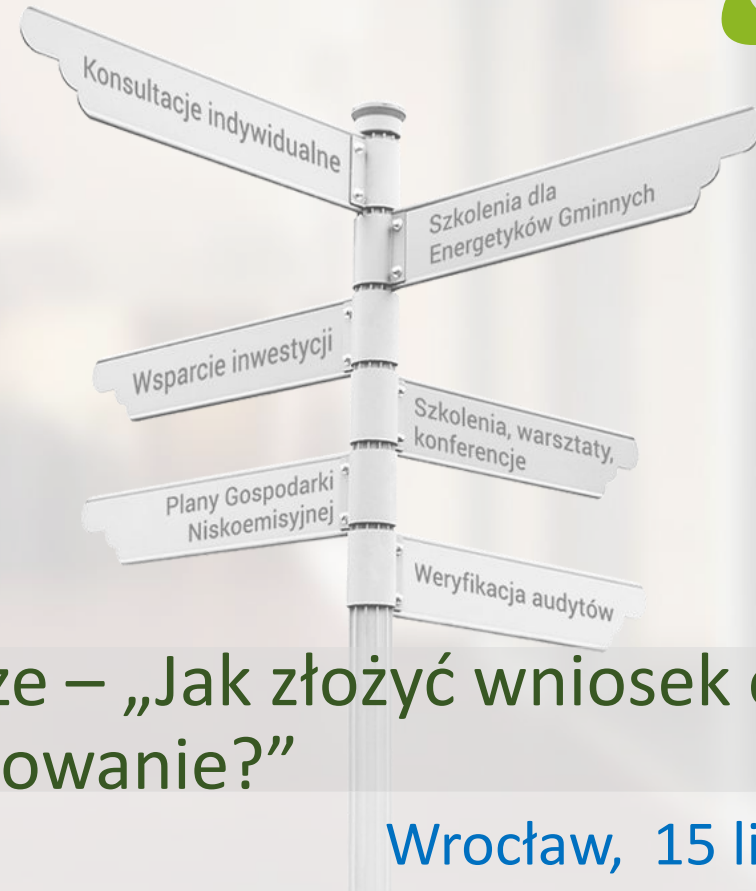 Konsultacje indywidualne
Szkolenia dla
Energetyków Gminnych
Wsparcie inwestycji
Szkolenia, warsztaty,
konferencje
Plany Gospodarki
Niskoemisyjnej
Weryfikacja audytów
ze – „Jak złożyć wniosek
owanie?”
Wrocław, 15 li